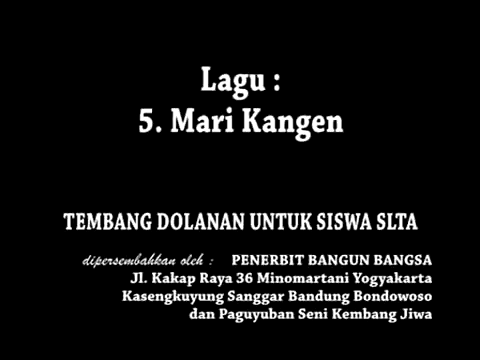 Lagu :
5. Mari Kangen
TEMBANG DOLANAN UNTUK SISWA SLTA
dipersembahkan oleh : PENERBIT BANGUN BANGSA
Jl. Kakap Raya 36 Minomartani Yogyakarta
Kasengkuyung Sanggar Bandung Bondowoso
dan Paguyuban Seni Kembang Jiwa